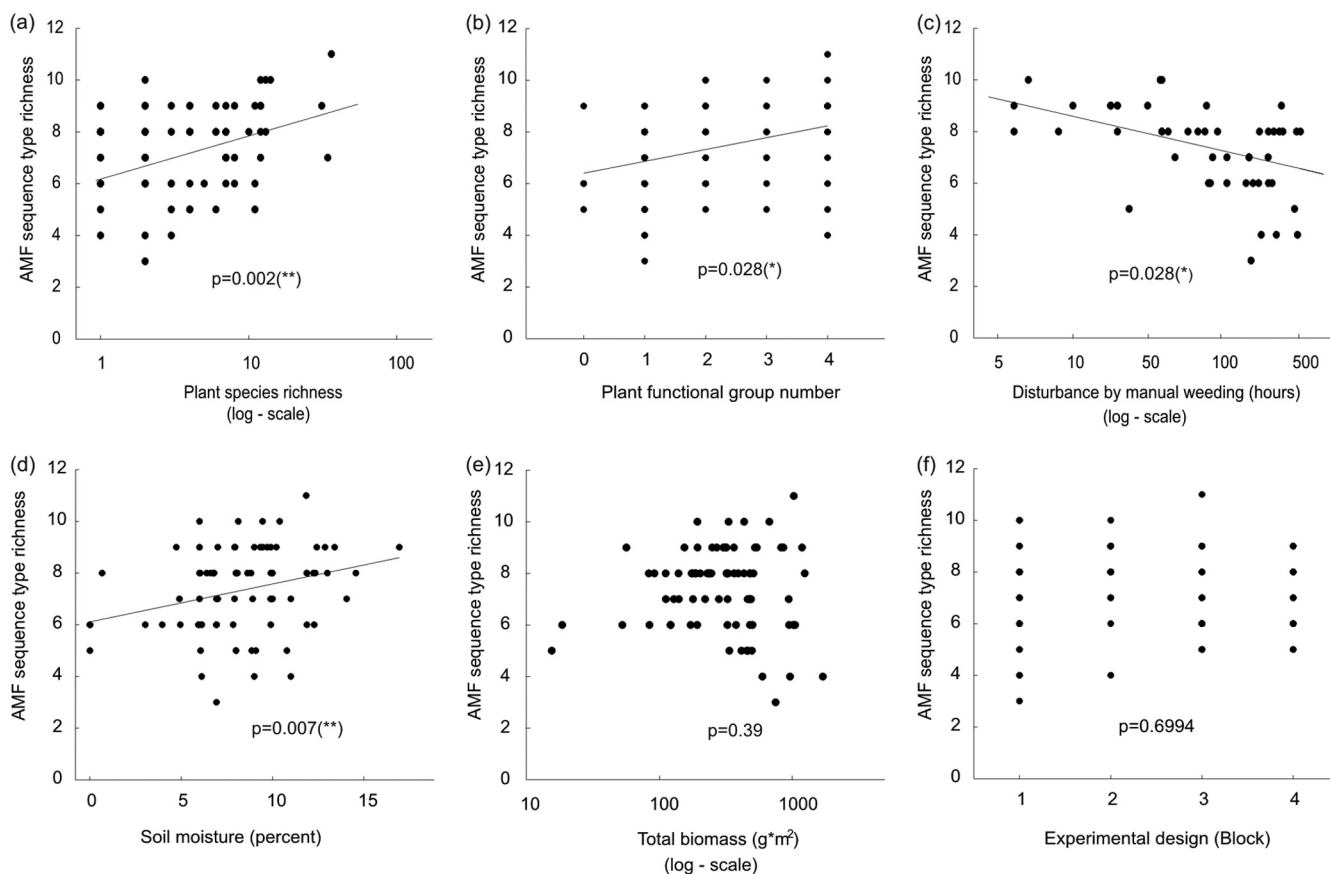 (a)
12
10
8
6
4
2
0
AMF sequence type richness
p=0.002(**)
1
10
100
Plant species richness
(log - scale)
(b)
12
10
8
6
4
2
0
AMF sequence type richness
p=0.028(*)
0
1
2
3
4
Plant functional group number
(c)
12
10
8
6
4
2
0
AMF sequence type richness
p=0.028(*)
5
10
50
100
500
Disturbance by manual weeding (hours)
(log - scale)
(d)
12
10
8
6
4
2
0
AMF sequence type richness
p=0.007(**)
0
5
10
15
Soil moisture (percent)
(e)
12
10
8
6
4
2
0
AMF sequence type richness
p=0.39
10
100
1000
Total biomass (g*m²)
(log - scale)
(f)
12
10
8
6
4
2
0
AMF sequence type richness
p=0.6994
1
2
3
4
Experimental design (Block)